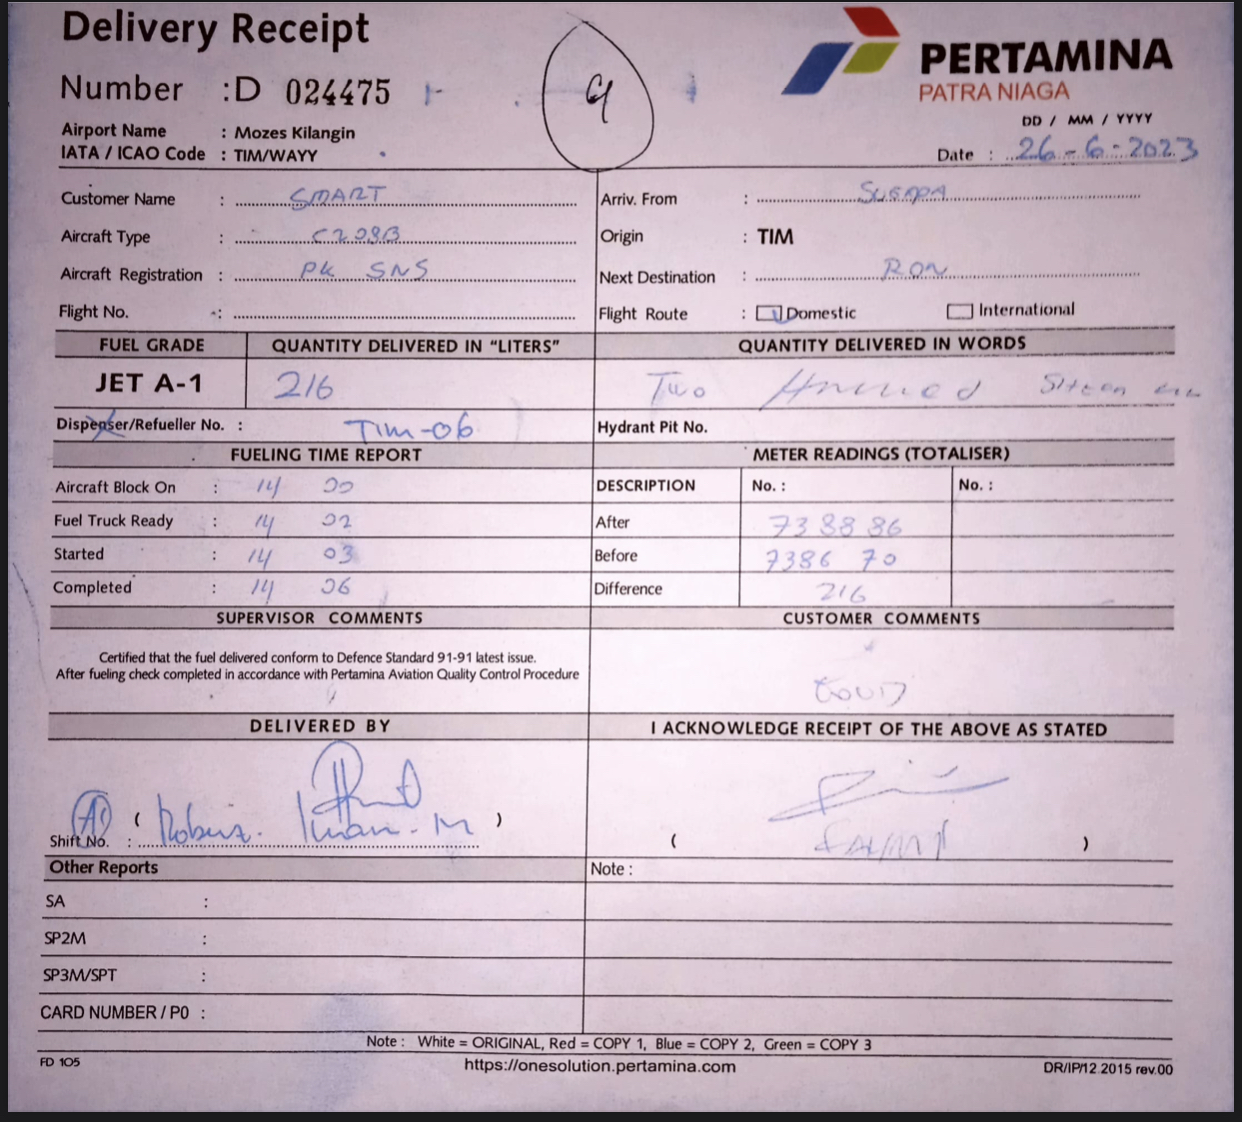 Delivery Receipt
Number : D 024475
PERTAMINA
PATRA NIAGA
Airport Name : Mozes Kilangin
IATA / ICAO Code : TIM/WAYY
DD / MM / YYYY
Date : 26-6-2023
Customer Name : SMART
Arriv. From :
Aircraft Type : C208B
Origin : TIM
Aircraft Registration : PK SNS
Next Destination : RON
Flight No. :
Flight Route : Domestic International
FUEL GRADE QUANTITY DELIVERED IN "LITERS" QUANTITY DELIVERED IN WORDS
JET A-1 216 Two
Dispenser/Refueller No. : TIM-06 Hydrant Pit No.
FUELING TIME REPORT METER READINGS (TOTALISER)
Aircraft Block On : 14 00 DESCRIPTION No. : No. :
Fuel Truck Ready : 14 02 After 7388 86
Started : 14 03 Before 7386 70
Completed : 14 06 Difference 216
SUPERVISOR COMMENTS CUSTOMER COMMENTS
Certified that the fuel delivered conform to Defence Standard 91-91 latest issue.
After fueling check completed in accordance with Pertamina Aviation Quality Control Procedure
DELIVERED BY I ACKNOWLEDGE RECEIPT OF THE ABOVE AS STATED
Shift No. : ( ) ( )
Other Reports Note :
SA :
SP2M :
SP3M/SPT :
CARD NUMBER / P0 :
Note : White = ORIGINAL, Red = COPY 1, Blue = COPY 2, Green = COPY 3
FD 105 https://onesolution.pertamina.com DR/IP/12.2015 rev.00